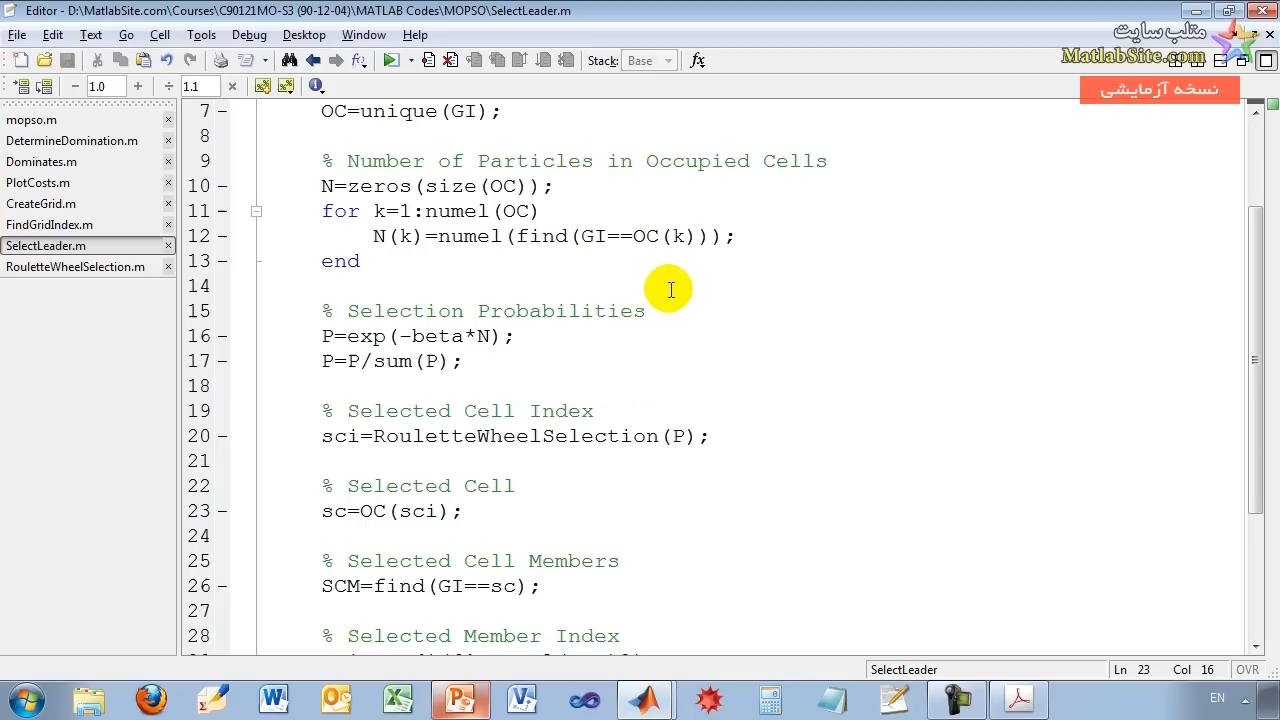 Editor - D:\MatlabSite.com\Courses\C90121MO-S3 (90-12-04)\MATLAB Codes\MOPSO\SelectLeader.m
File Edit Text Go Cell Tools Debug Desktop Window Help
متلب سایت
MatlabSite.com
Stack: Base fx
1.0 1.1
نسخه آزمایشی
mopso.m
DetermineDomination.m
Dominates.m
PlotCosts.m
CreateGrid.m
FindGridIndex.m
SelectLeader.m
RouletteWheelSelection.m
7 OC=unique(GI);
8
9 % Number of Particles in Occupied Cells
10 N=zeros(size(OC));
11 for k=1:numel(OC)
12 N(k)=numel(find(GI==OC(k)));
13 end
14
15 % Selection Probabilities
16 P=exp(-beta*N);
17 P=P/sum(P);
18
19 % Selected Cell Index
20 sci=RouletteWheelSelection(P);
21
22 % Selected Cell
23 sc=OC(sci);
24
25 % Selected Cell Members
26 SCM=find(GI==sc);
27
28 % Selected Member Index
SelectLeader Ln 23 Col 16 OVR
EN